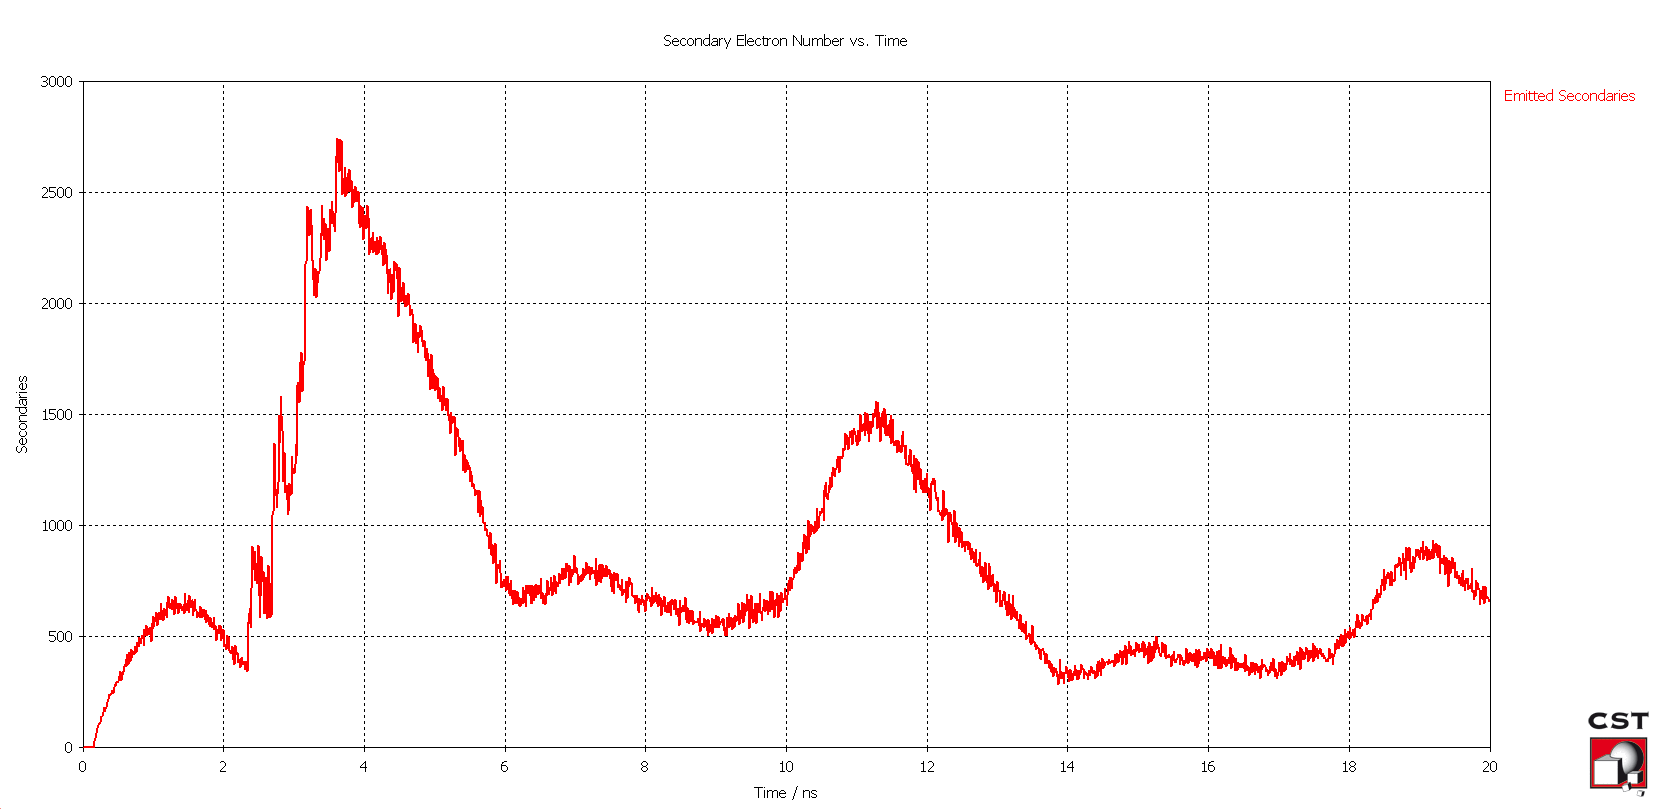 Secondary Electron Number vs. Time
3000
Emitted Secondaries
2500
2000
1500
Secondaries
1000
500
0
0 2 4 6 8 10 12 14 16 18 20
Time / ns
CST